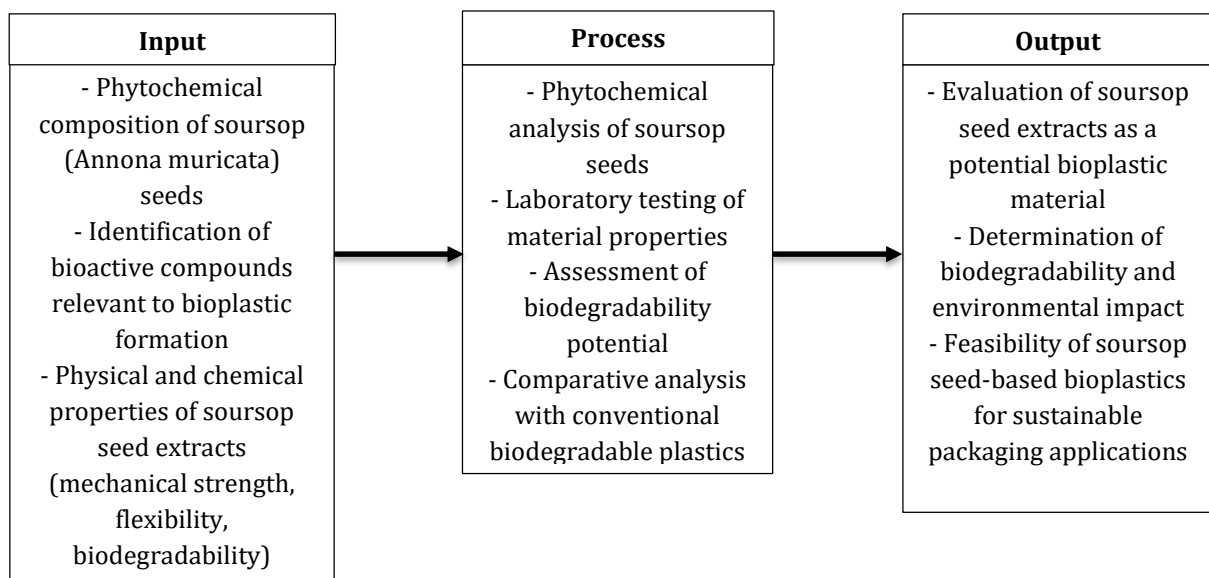 Input
- Phytochemical
composition of soursop
(Annona muricata)
seeds
- Identification of
bioactive compounds
relevant to bioplastic
formation
- Physical and chemical
properties of soursop
seed extracts
(mechanical strength,
flexibility,
biodegradability)
Process
- Phytochemical
analysis of soursop
seeds
- Laboratory testing of
material properties
- Assessment of
biodegradability
potential
- Comparative analysis
with conventional
biodegradable plastics
Output
- Evaluation of soursop
seed extracts as a
potential bioplastic
material
- Determination of
biodegradability and
environmental impact
- Feasibility of soursop
seed-based bioplastics
for sustainable
packaging applications